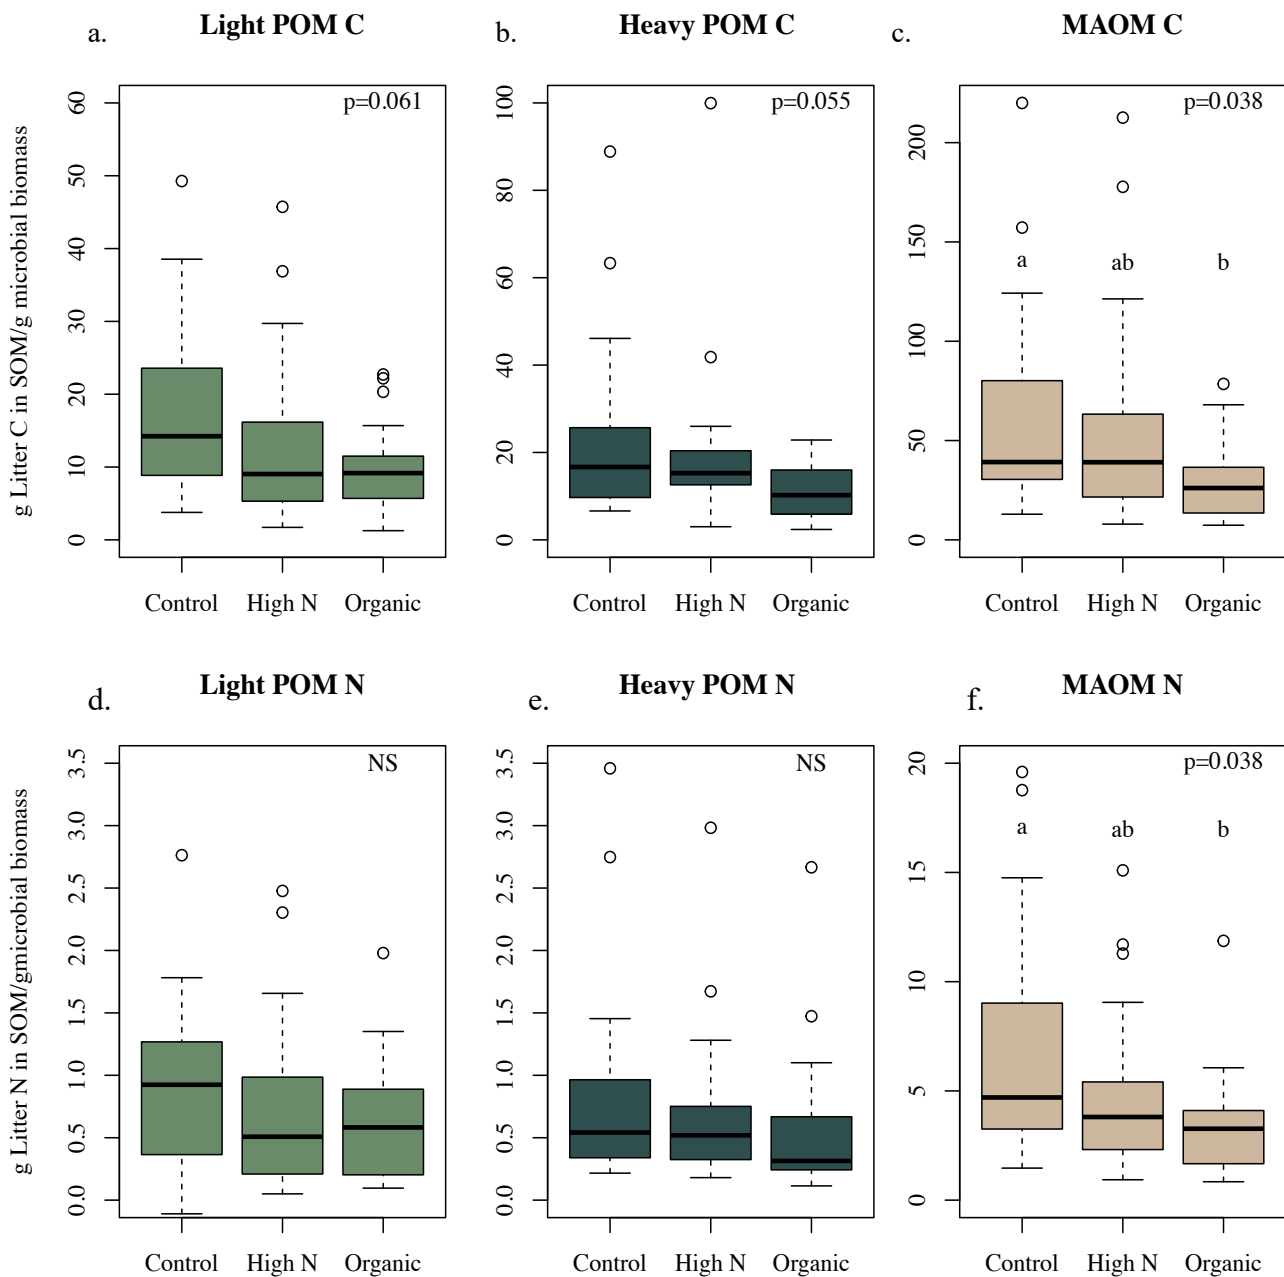 a.
Light POM C
b.
Heavy POM C
c.
MAOM C
g Litter C in SOM/g microbial biomass
60
50
40
30
20
10
0
p=0.061
Control High N Organic
100
80
60
40
20
0
p=0.055
Control High N Organic
200
150
100
50
0
p=0.038
a ab b
Control High N Organic
d.
Light POM N
e.
Heavy POM N
f.
MAOM N
g Litter N in SOM/gmicrobial biomass
3.5
3.0
2.5
2.0
1.5
1.0
0.5
0.0
NS
Control High N Organic
3.5
3.0
2.5
2.0
1.5
1.0
0.5
0.0
NS
Control High N Organic
20
15
10
5
0
p=0.038
a ab b
Control High N Organic